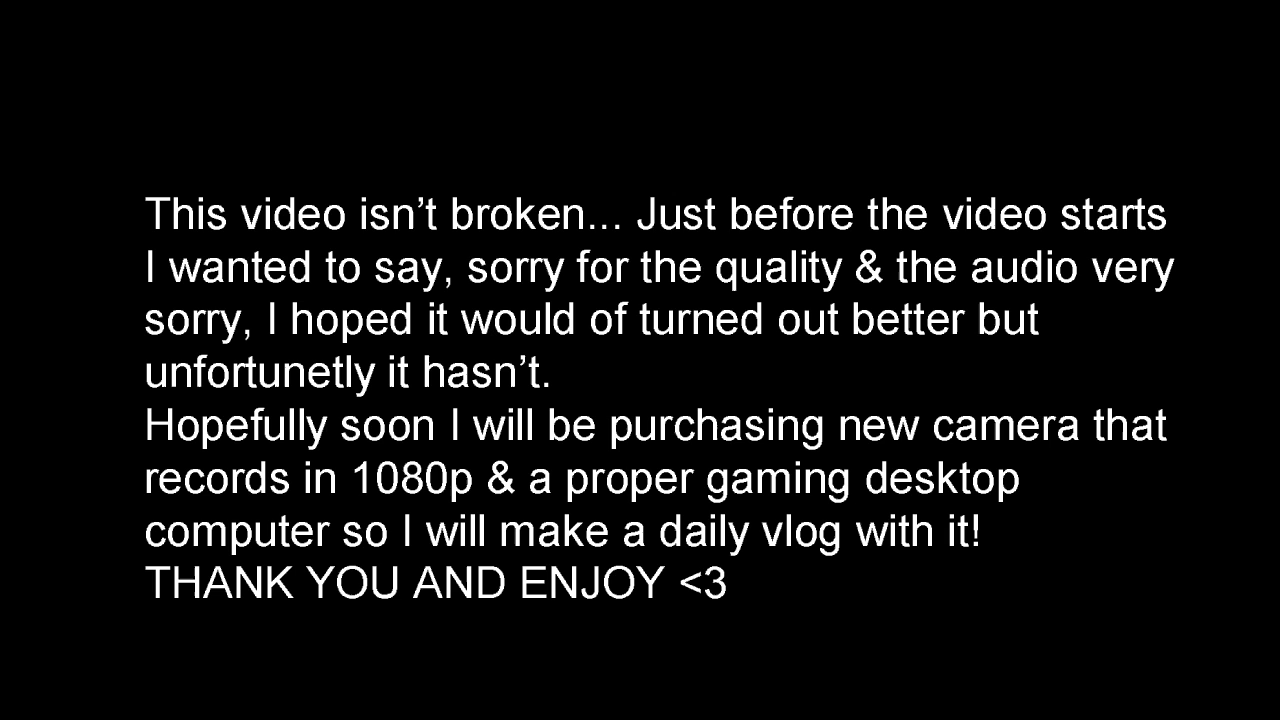 This video isn’t broken... Just before the video starts
I wanted to say, sorry for the quality & the audio very
sorry, I hoped it would of turned out better but
unfortunetly it hasn’t.
Hopefully soon I will be purchasing new camera that
records in 1080p & a proper gaming desktop
computer so I will make a daily vlog with it!
THANK YOU AND ENJOY <3